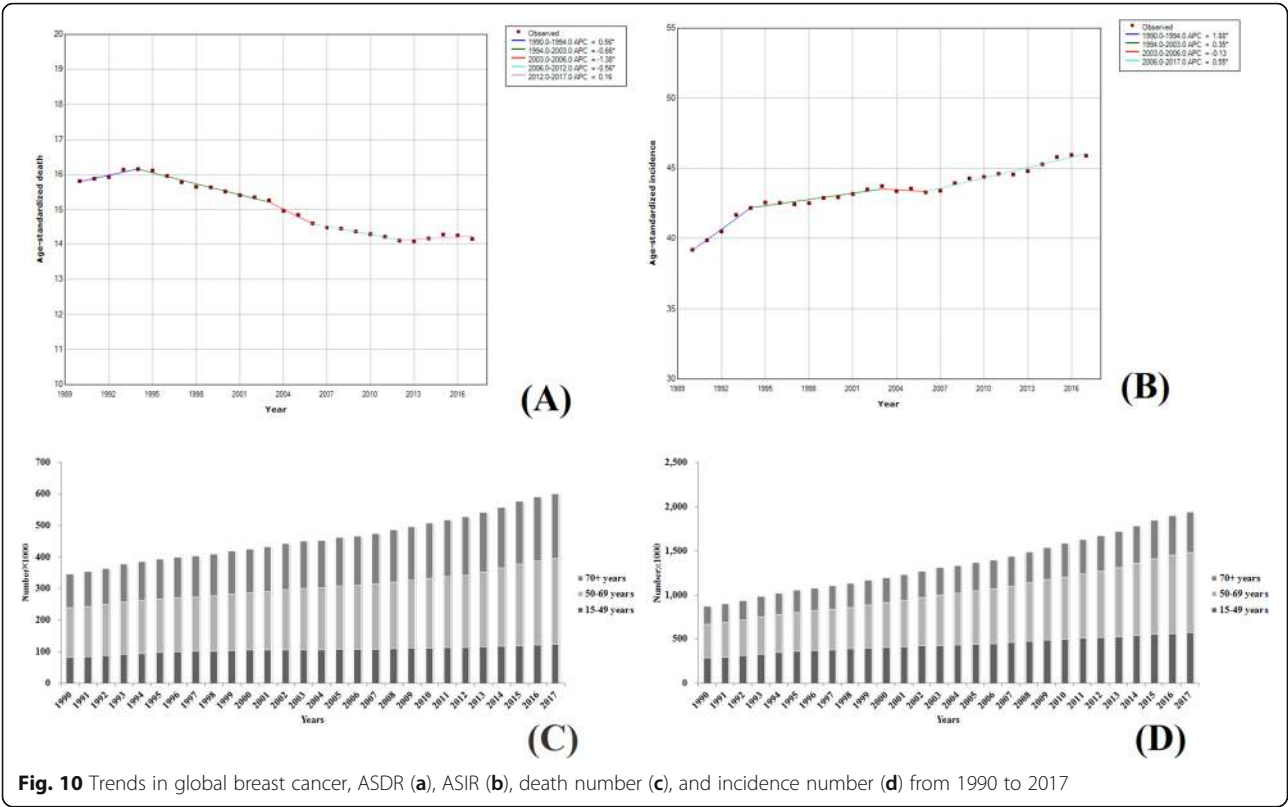 20
19
18
17
16
15
14
13
12
11
10
Age-standardized death
1989 1992 1995 1998 2001 2004 2007 2010 2013 2016
Year
Observed
1990.0-1994.0 APC = 0.56*
1994.0-2003.0 APC = -0.66*
2003.0-2006.0 APC = -1.38*
2006.0-2012.0 APC = -0.56*
2012.0-2017.0 APC = 0.16
(A)
55
50
45
40
35
30
Age-standardized incidence
1989 1992 1995 1998 2001 2004 2007 2010 2013 2016
Year
Observed
1990.0-1994.0 APC = 1.88*
1994.0-2003.0 APC = 0.35*
2003.0-2006.0 APC = -0.13
2006.0-2017.0 APC = 0.55*
(B)
700
600
500
400
300
200
100
0
Number×1000
1990 1991 1992 1993 1994 1995 1996 1997 1998 1999 2000 2001 2002 2003 2004 2005 2006 2007 2008 2009 2010 2011 2012 2013 2014 2015 2016 2017
Years
70+ years
50-69 years
15-49 years
(C)
2,500
2,000
1,500
1,000
500
0
Number×1000
1990 1991 1992 1993 1994 1995 1996 1997 1998 1999 2000 2001 2002 2003 2004 2005 2006 2007 2008 2009 2010 2011 2012 2013 2014 2015 2016 2017
Years
70+ years
50-69 years
15-49 years
(D)
Fig. 10 Trends in global breast cancer, ASDR (a), ASIR (b), death number (c), and incidence number (d) from 1990 to 2017